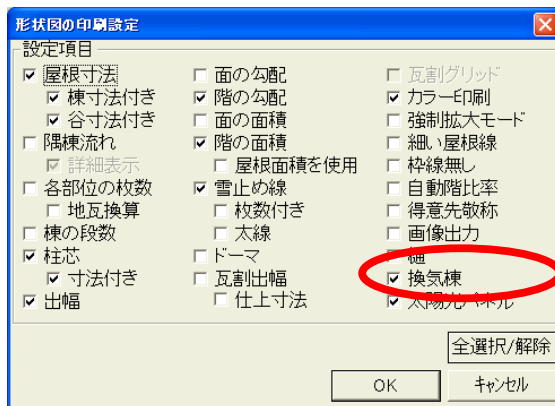 形状図の印刷設定
設定項目
屋根寸法
棟寸法付き
谷寸法付き
隅棟流れ
詳細表示
各部位の枚数
地瓦換算
棟の段数
柱芯
寸法付き
出幅
面の勾配
階の勾配
面の面積
階の面積
屋根面積を使用
雪止め線
枚数付き
太線
ドーマ
瓦割出幅
仕上寸法
瓦割グリッド
カラー印刷
強制拡大モード
細い屋根線
枠線無し
自動階比率
得意先敬称
画像出力
樋
換気棟
太陽光パネル
全選択/解除
OK
キャンセル